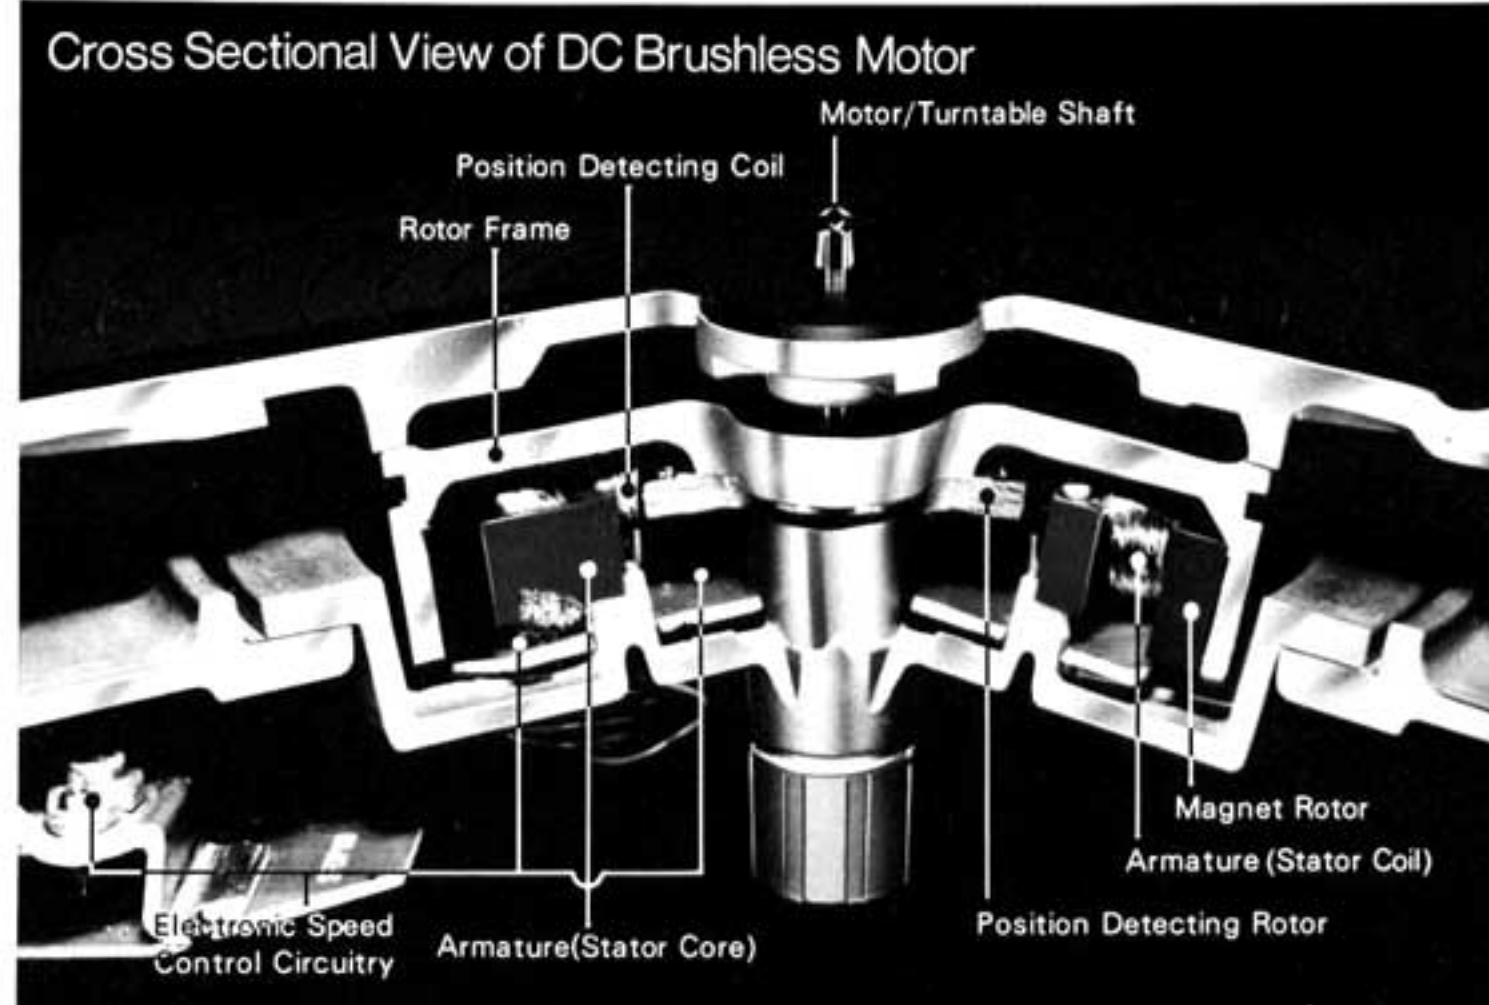 Cross Sectional View of DC Brushless Motor
Motor/Turntable Shaft
Position Detecting Coil
Rotor Frame
Magnet Rotor
Armature (Stator Coil)
Position Detecting Rotor
Electronic Speed
Control Circuitry
Armature(Stator Core)